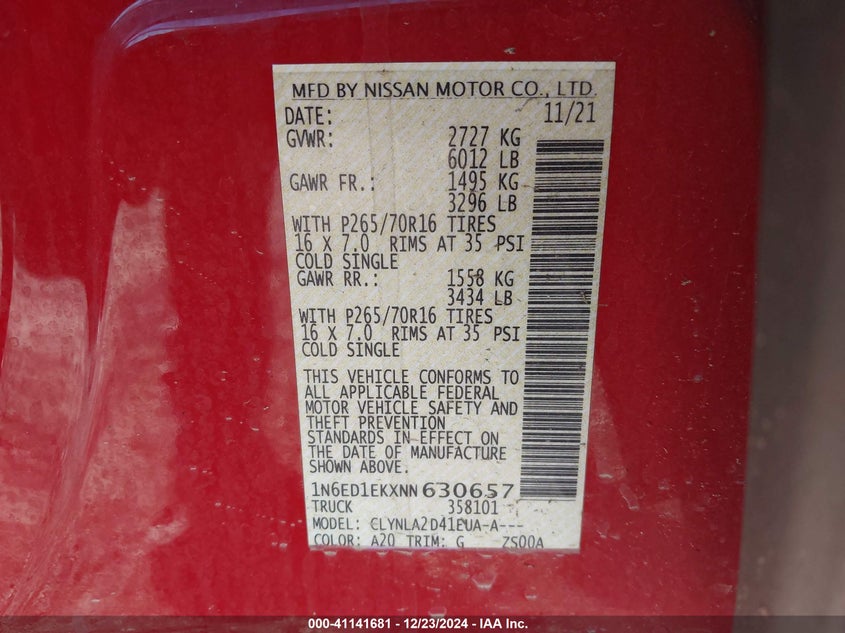 MFD BY NISSAN MOTOR CO., LTD.
DATE: 11/21
GVWR: 2727 KG
6012 LB
GAWR FR.: 1495 KG
3296 LB
WITH P265/70R16 TIRES
16 X 7.0 RIMS AT 35 PSI
COLD SINGLE
GAWR RR.: 1558 KG
3434 LB
WITH P265/70R16 TIRES
16 X 7.0 RIMS AT 35 PSI
COLD SINGLE
THIS VEHICLE CONFORMS TO
ALL APPLICABLE FEDERAL
MOTOR VEHICLE SAFETY AND
THEFT PREVENTION
STANDARDS IN EFFECT ON
THE DATE OF MANUFACTURE
SHOWN ABOVE.
1N6ED1EKXNN630657
TRUCK 358101
MODEL: CLYNLA2D41EUA-A---
COLOR: A20 TRIM: G ZS00A
000-41141681 - 12/23/2024 - IAA Inc.